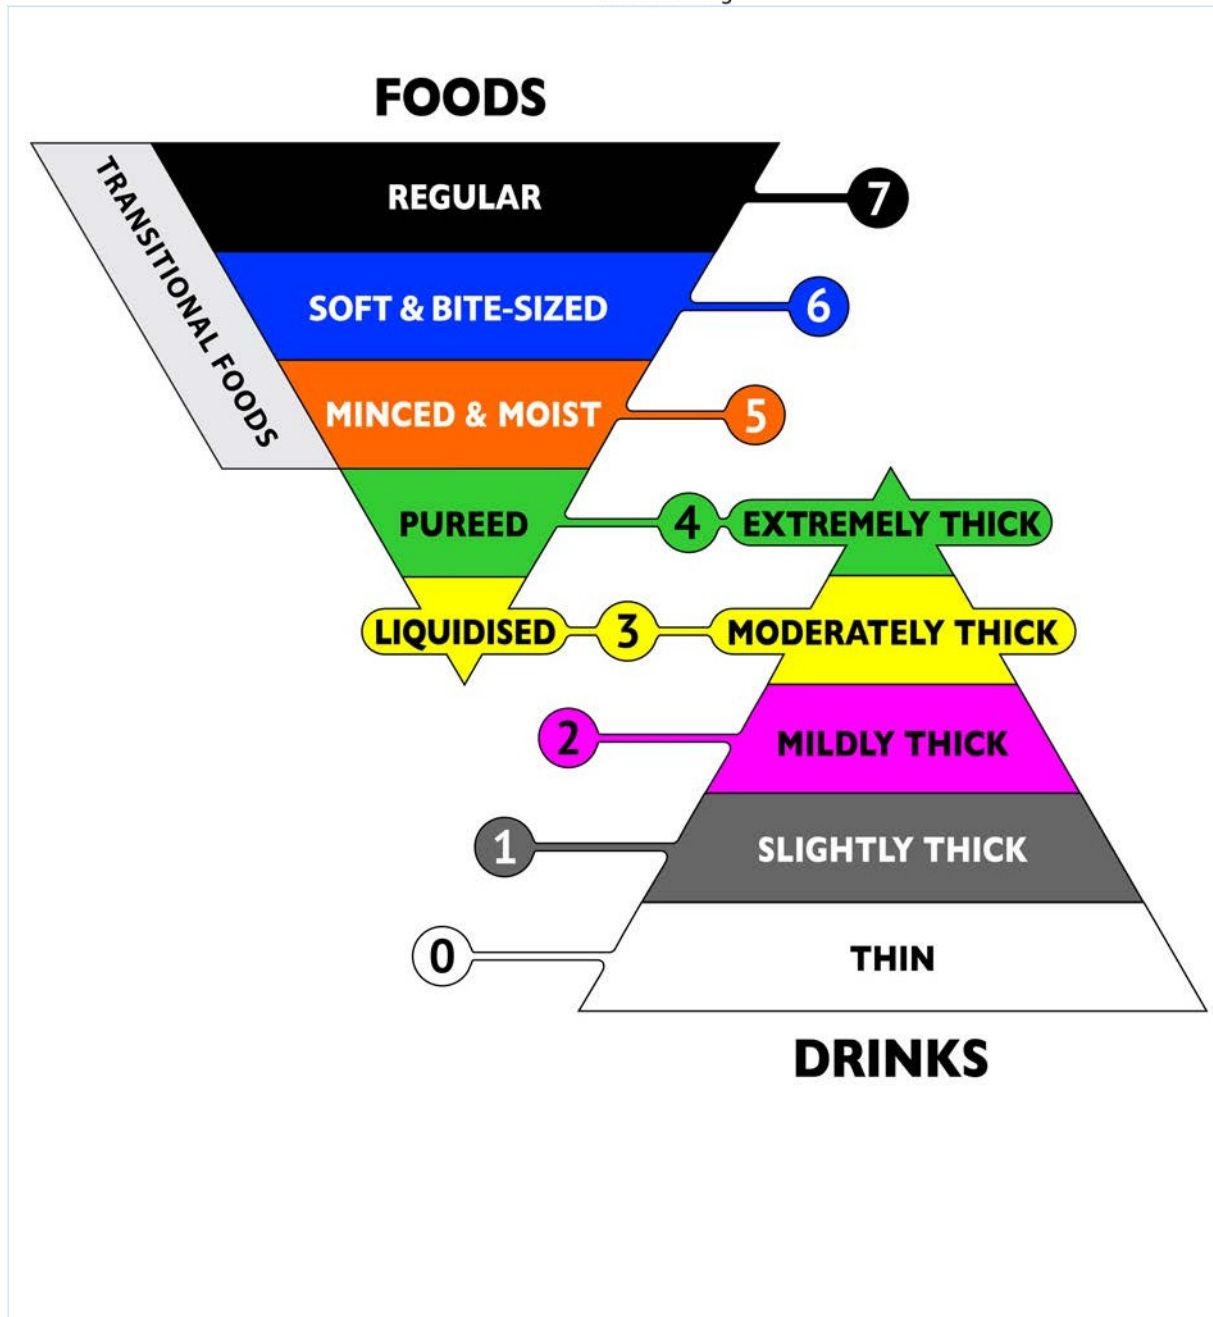 FOODS
TRANSITIONAL FOODS
REGULAR
7
SOFT & BITE-SIZED
6
MINCED & MOIST
5
PUREED
4
EXTREMELY THICK
LIQUIDISED
3
MODERATELY THICK
2
MILDLY THICK
1
SLIGHTLY THICK
0
THIN
DRINKS